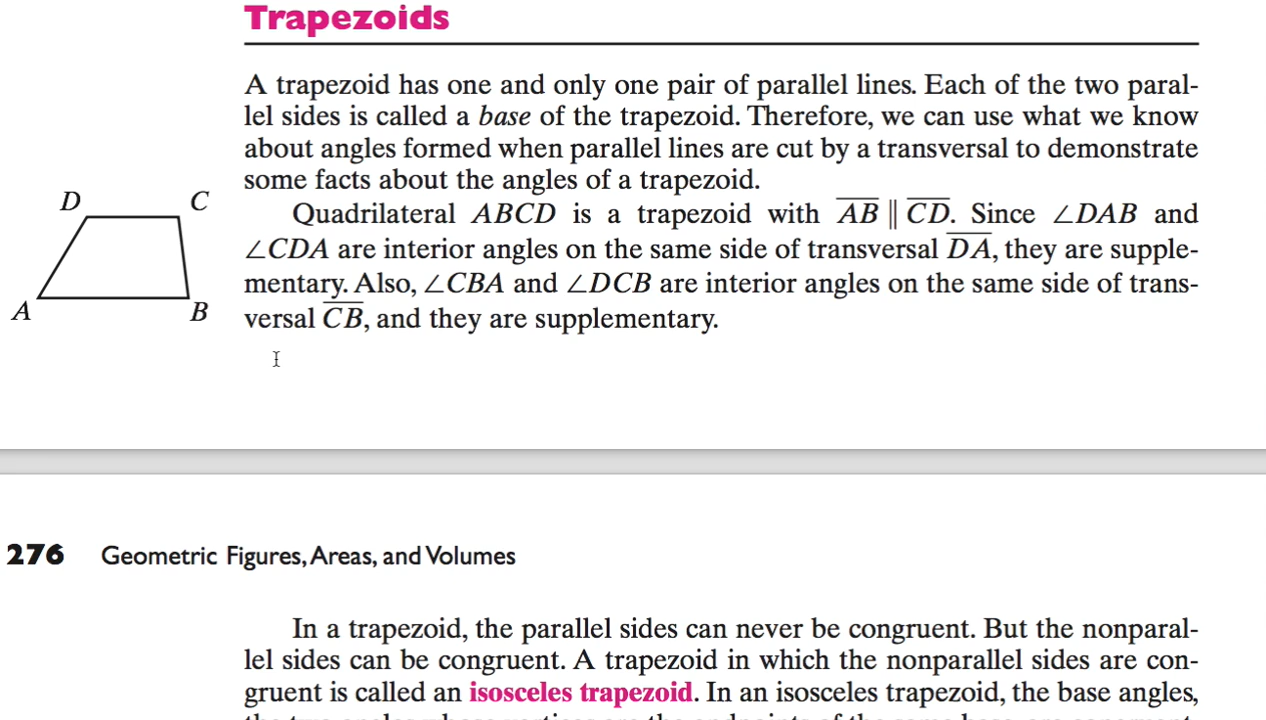 Trapezoids
A trapezoid has one and only one pair of parallel lines. Each of the two paral-
lel sides is called a base of the trapezoid. Therefore, we can use what we know
about angles formed when parallel lines are cut by a transversal to demonstrate
some facts about the angles of a trapezoid.
D C
A B
Quadrilateral ABCD is a trapezoid with A̅B̅ ∥ C̅D̅. Since ∠DAB and
∠CDA are interior angles on the same side of transversal D̅A̅, they are supple-
mentary. Also, ∠CBA and ∠DCB are interior angles on the same side of trans-
versal C̅B̅, and they are supplementary.
276 Geometric Figures, Areas, and Volumes
In a trapezoid, the parallel sides can never be congruent. But the nonparal-
lel sides can be congruent. A trapezoid in which the nonparallel sides are con-
gruent is called an isosceles trapezoid. In an isosceles trapezoid, the base angles,